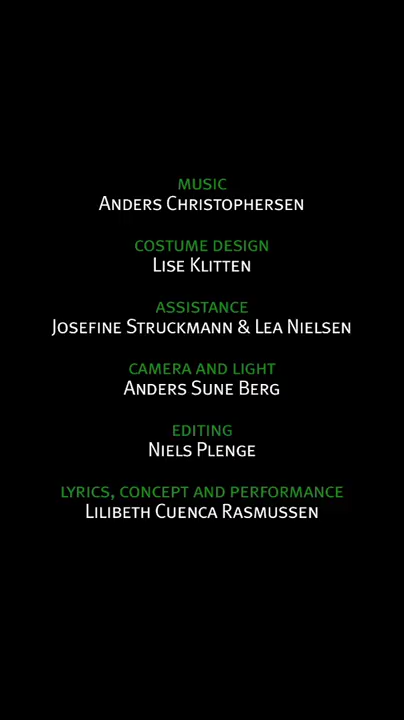 MUSIC
ANDERS CHRISTOPHERSEN
COSTUME DESIGN
LISE KLITTEN
ASSISTANCE
JOSEFINE STRUCKMANN & LEA NIELSEN
CAMERA AND LIGHT
ANDERS SUNE BERG
EDITING
NIELS PLENGE
LYRICS, CONCEPT AND PERFORMANCE
LILIBETH CUENCA RASMUSSEN